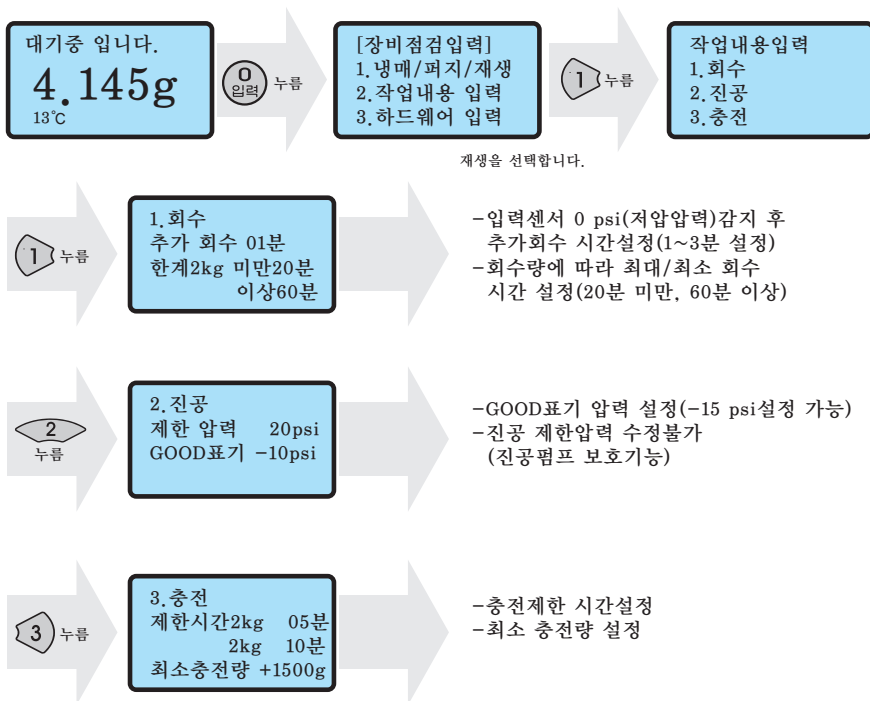 대기중 입니다.
4.145g
13℃
0
입력
누름
[장비점검입력]
1.냉매/퍼지/재생
2.작업내용 입력
3.하드웨어 입력
1
누름
작업내용입력
1.회수
2.진공
3.충전
재생을 선택합니다.
1
누름
1.회수
추가 회수 01분
한계2kg 미만20분
이상60분
-입력센서 0 psi(저압압력)감지 후
추가회수 시간설정(1~3분 설정)
-회수량에 따라 최대/최소 회수
시간 설정(20분 미만, 60분 이상)
2
누름
2.진공
제한 압력 20psi
GOOD표기 -10psi
-GOOD표기 압력 설정(-15 psi설정 가능)
-진공 제한압력 수정불가
(진공펌프 보호기능)
3
누름
3.충전
제한시간2kg 05분
2kg 10분
최소충전량 +1500g
-충전제한 시간설정
-최소 충전량 설정